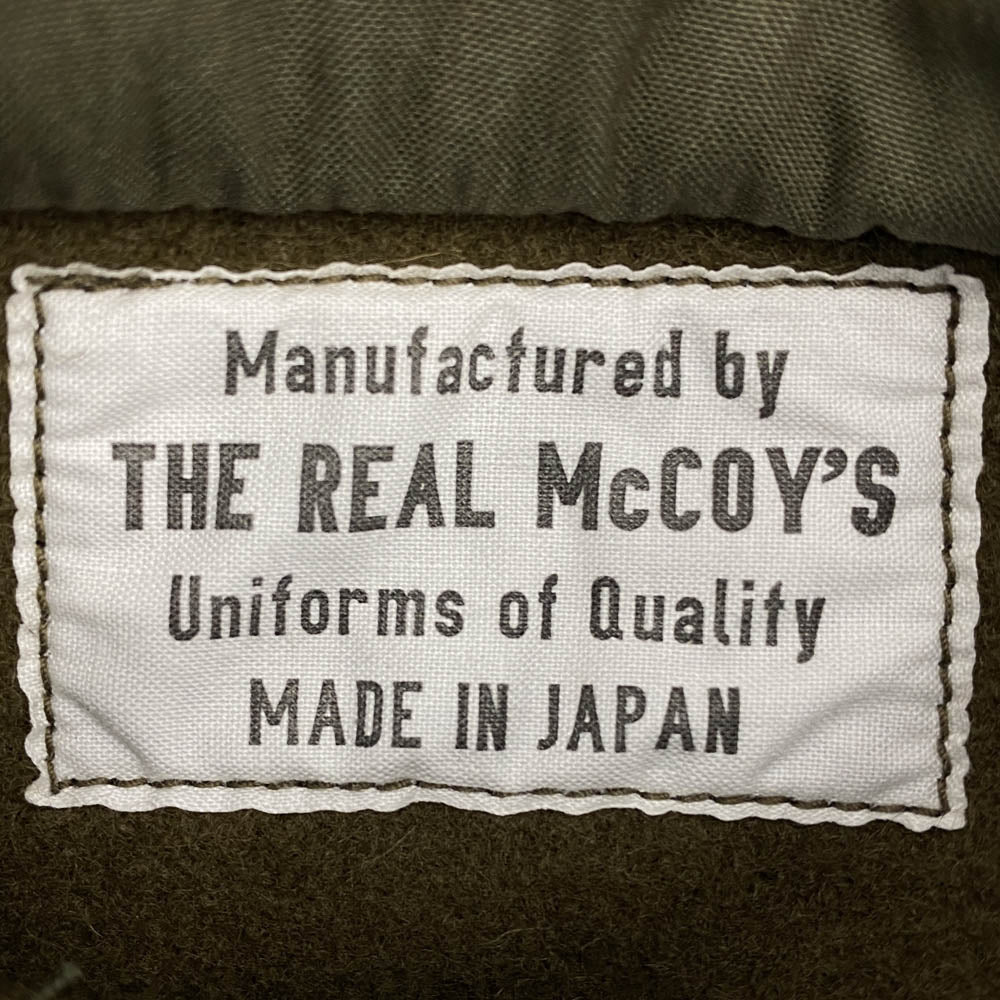 Manufactured by
THE REAL McCOY'S
Uniforms of Quality
MADE IN JAPAN